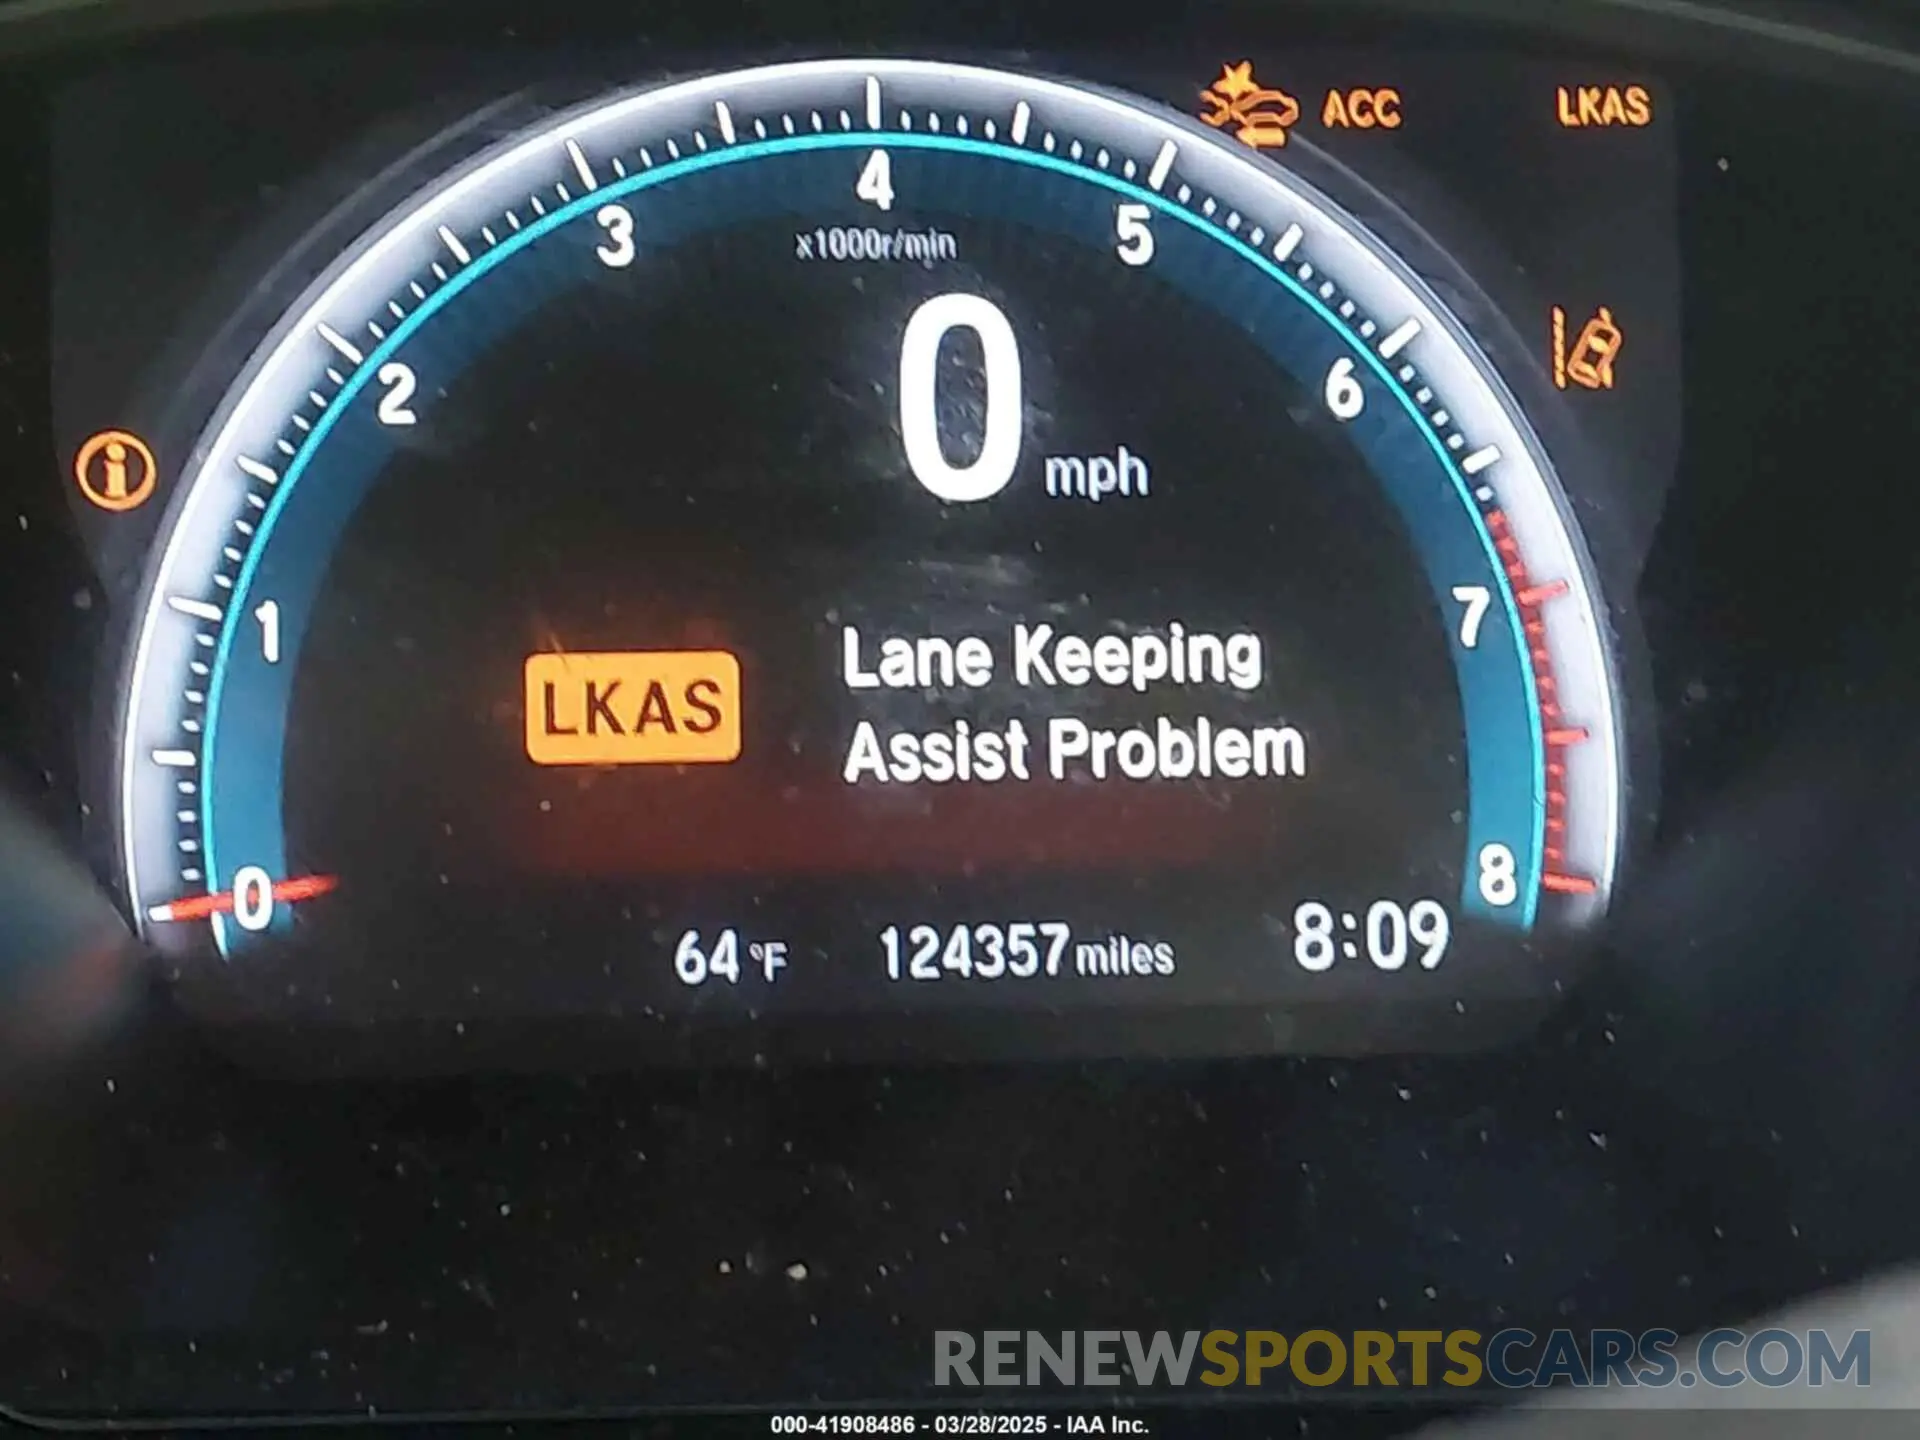 ACC LKAS
4
3 5
x1000r/min
2 6
0 mph
i
1 7
Lane Keeping
LKAS
Assist Problem
0 8
64 °F 124357 miles 8:09
RENEWSPORTSCARS.COM
000-41908486 - 03/28/2025 - IAA Inc.